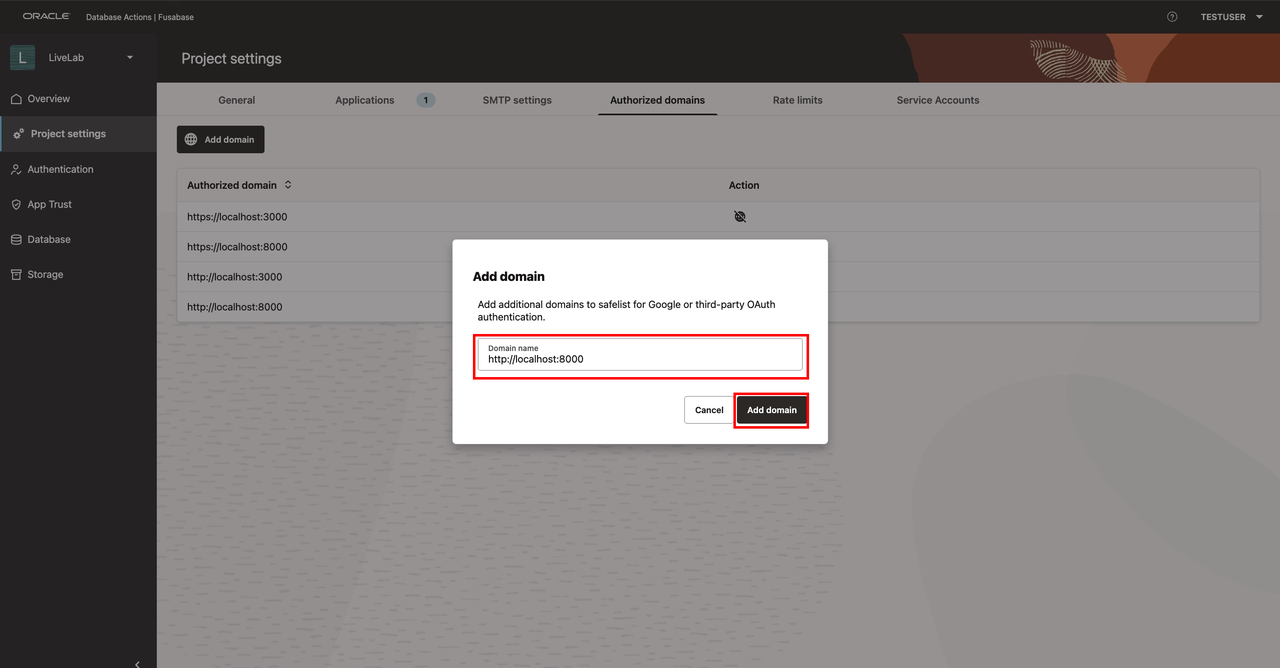 ORACLE Database Actions | Fusabase
TESTUSER
L LiveLab
Project settings
Overview
Project settings
Authentication
App Trust
Database
Storage
General Applications 1 SMTP settings Authorized domains Rate limits Service Accounts
Add domain
Authorized domain Action
https://localhost:3000
https://localhost:8000
http://localhost:3000
http://localhost:8000
Add domain
Add additional domains to safelist for Google or third-party OAuth
authentication.
Domain name
http://localhost:8000
Cancel Add domain